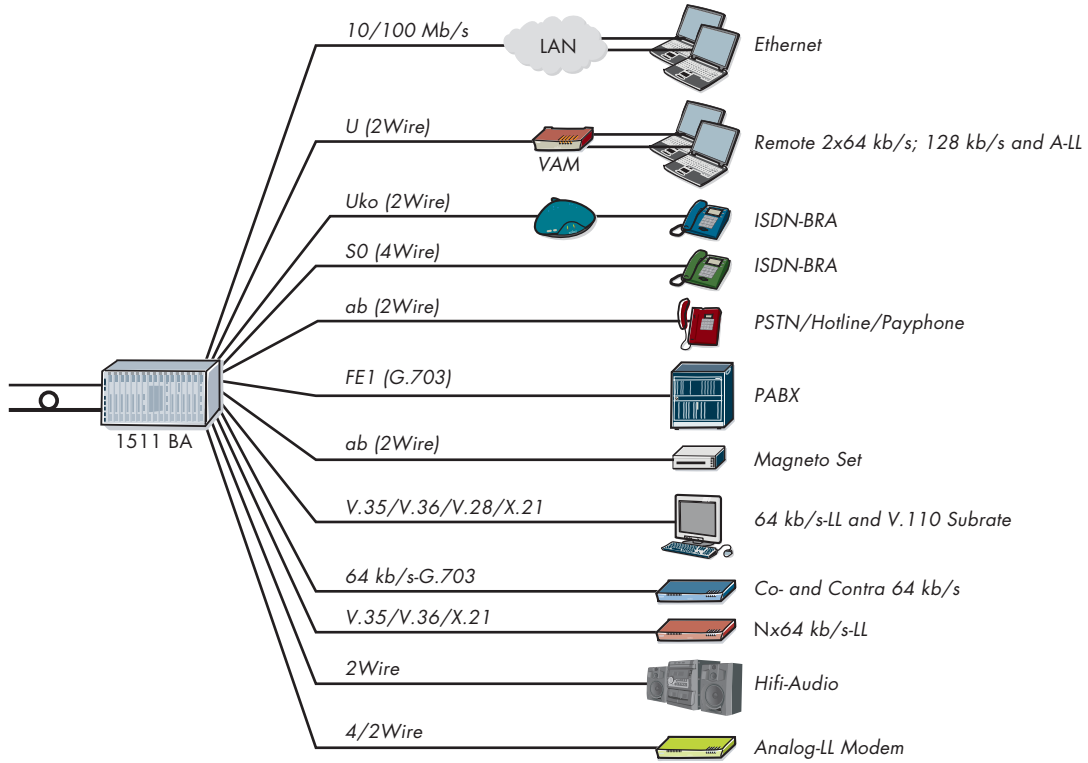 10/100 Mb/s
LAN
Ethernet
U (2Wire)
VAM
Remote 2x64 kb/s; 128 kb/s and A-LL
Uko (2Wire)
ISDN-BRA
S0 (4Wire)
ISDN-BRA
ab (2Wire)
PSTN/Hotline/Payphone
FE1 (G.703)
PABX
1511 BA
ab (2Wire)
Magneto Set
V.35/V.36/V.28/X.21
64 kb/s-LL and V.110 Subrate
64 kb/s-G.703
Co- and Contra 64 kb/s
V.35/V.36/X.21
Nx64 kb/s-LL
2Wire
Hifi-Audio
4/2Wire
Analog-LL Modem